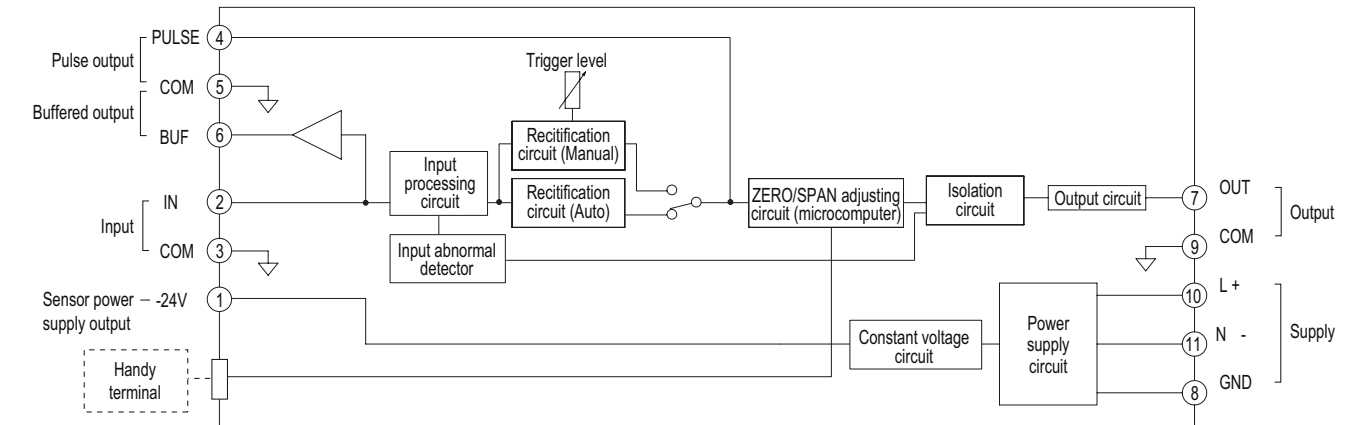 Pulse output
PULSE 4
COM 5
Buffered output
BUF 6
Input
IN 2
COM 3
Sensor power
supply output
-24V 1
Handy
terminal
Trigger level
Rectification
circuit (Manual)
Input
processing
circuit
Rectification
circuit (Auto)
Input abnormal
detector
ZERO/SPAN adjusting
circuit (microcomputer)
Isolation
circuit
Output circuit
Constant voltage
circuit
Power
supply
circuit
7 OUT
9 COM
Output
10 L +
11 N -
8 GND
Supply